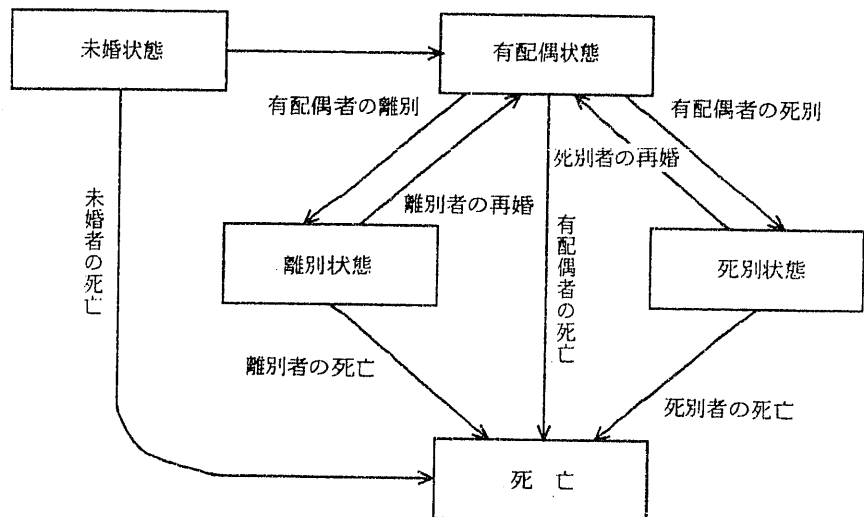 未婚状態
有配偶状態
有配偶者の離別
有配偶者の死別
死別者の再婚
離別者の再婚
未婚者の死亡
有配偶者の死亡
離別状態
死別状態
離別者の死亡
死別者の死亡
死　亡